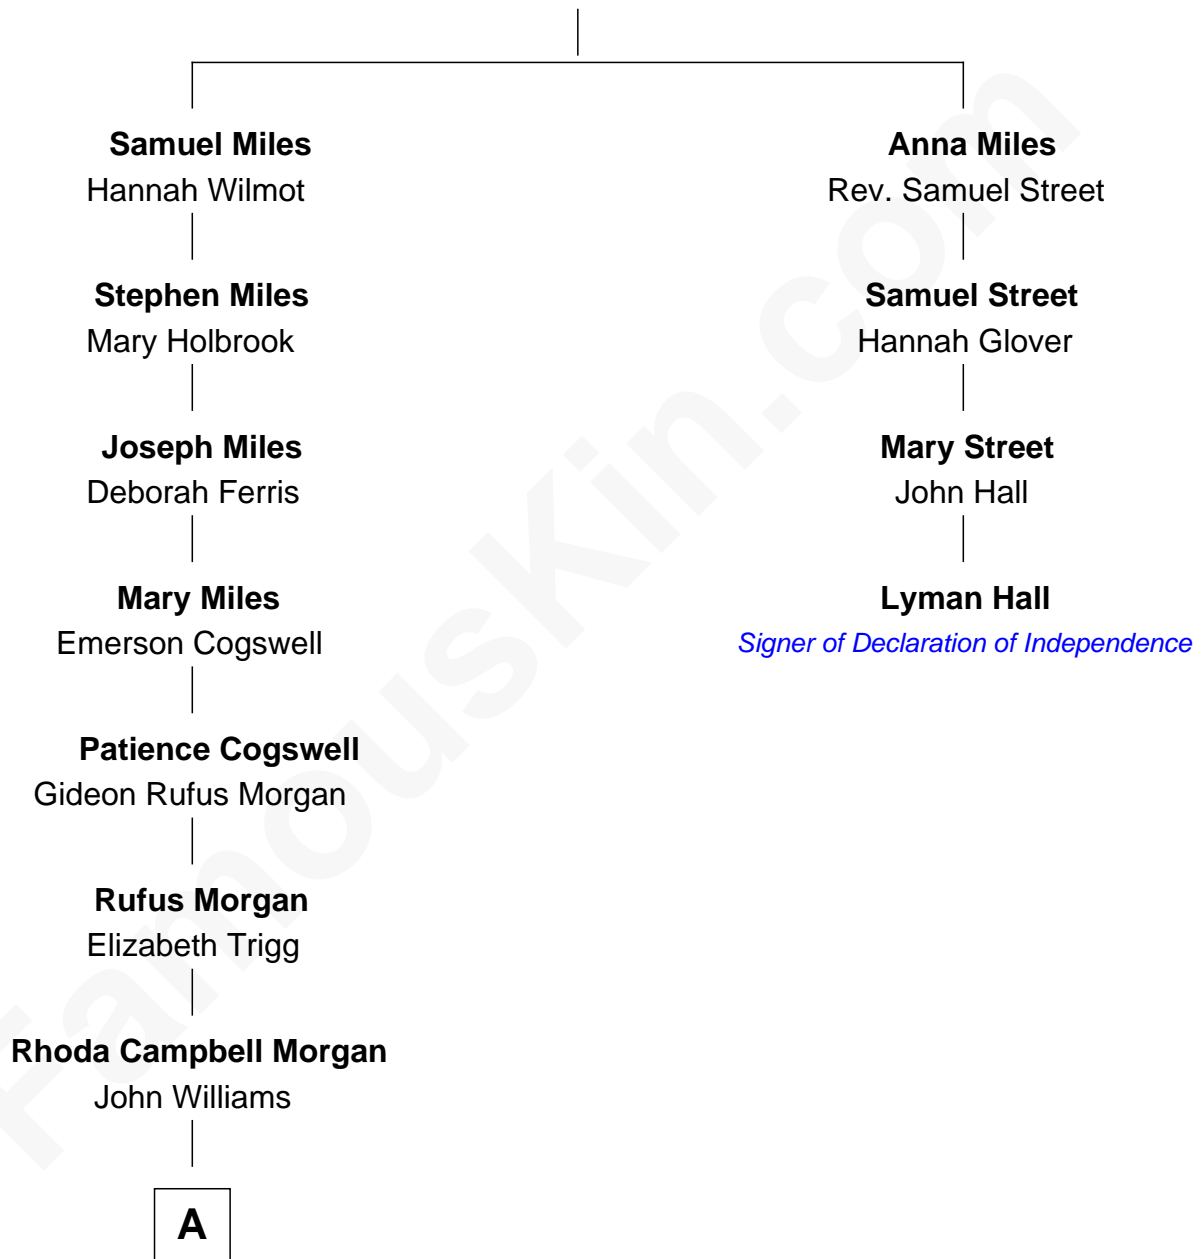 Samuel Miles
Hannah Wilmot
Stephen Miles
Mary Holbrook
Joseph Miles
Deborah Ferris
Mary Miles
Emerson Cogswell
Patience Cogswell
Gideon Rufus Morgan
Rufus Morgan
Elizabeth Trigg
Rhoda Campbell Morgan
John Williams
A
Anna Miles
Rev. Samuel Street
Samuel Street
Hannah Glover
Mary Street
John Hall
Lyman Hall
Signer of Declaration of Independence
FamousKin.com